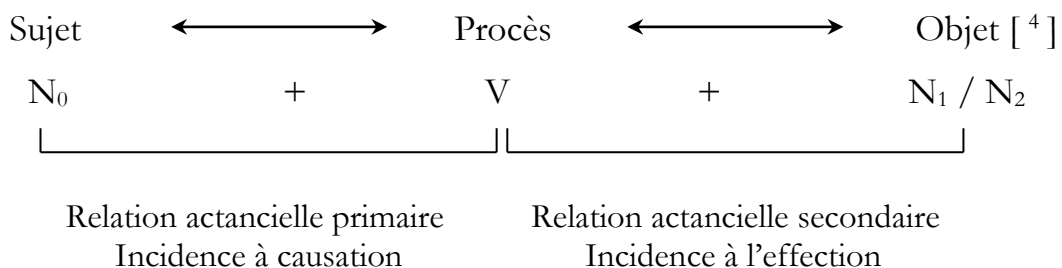 Sujet ⟷ Procès ⟷ Objet [ ⁴ ]
N₀ + V + N₁ / N₂
Relation actancielle primaire Relation actancielle secondaire
Incidence à causation Incidence à l’effection